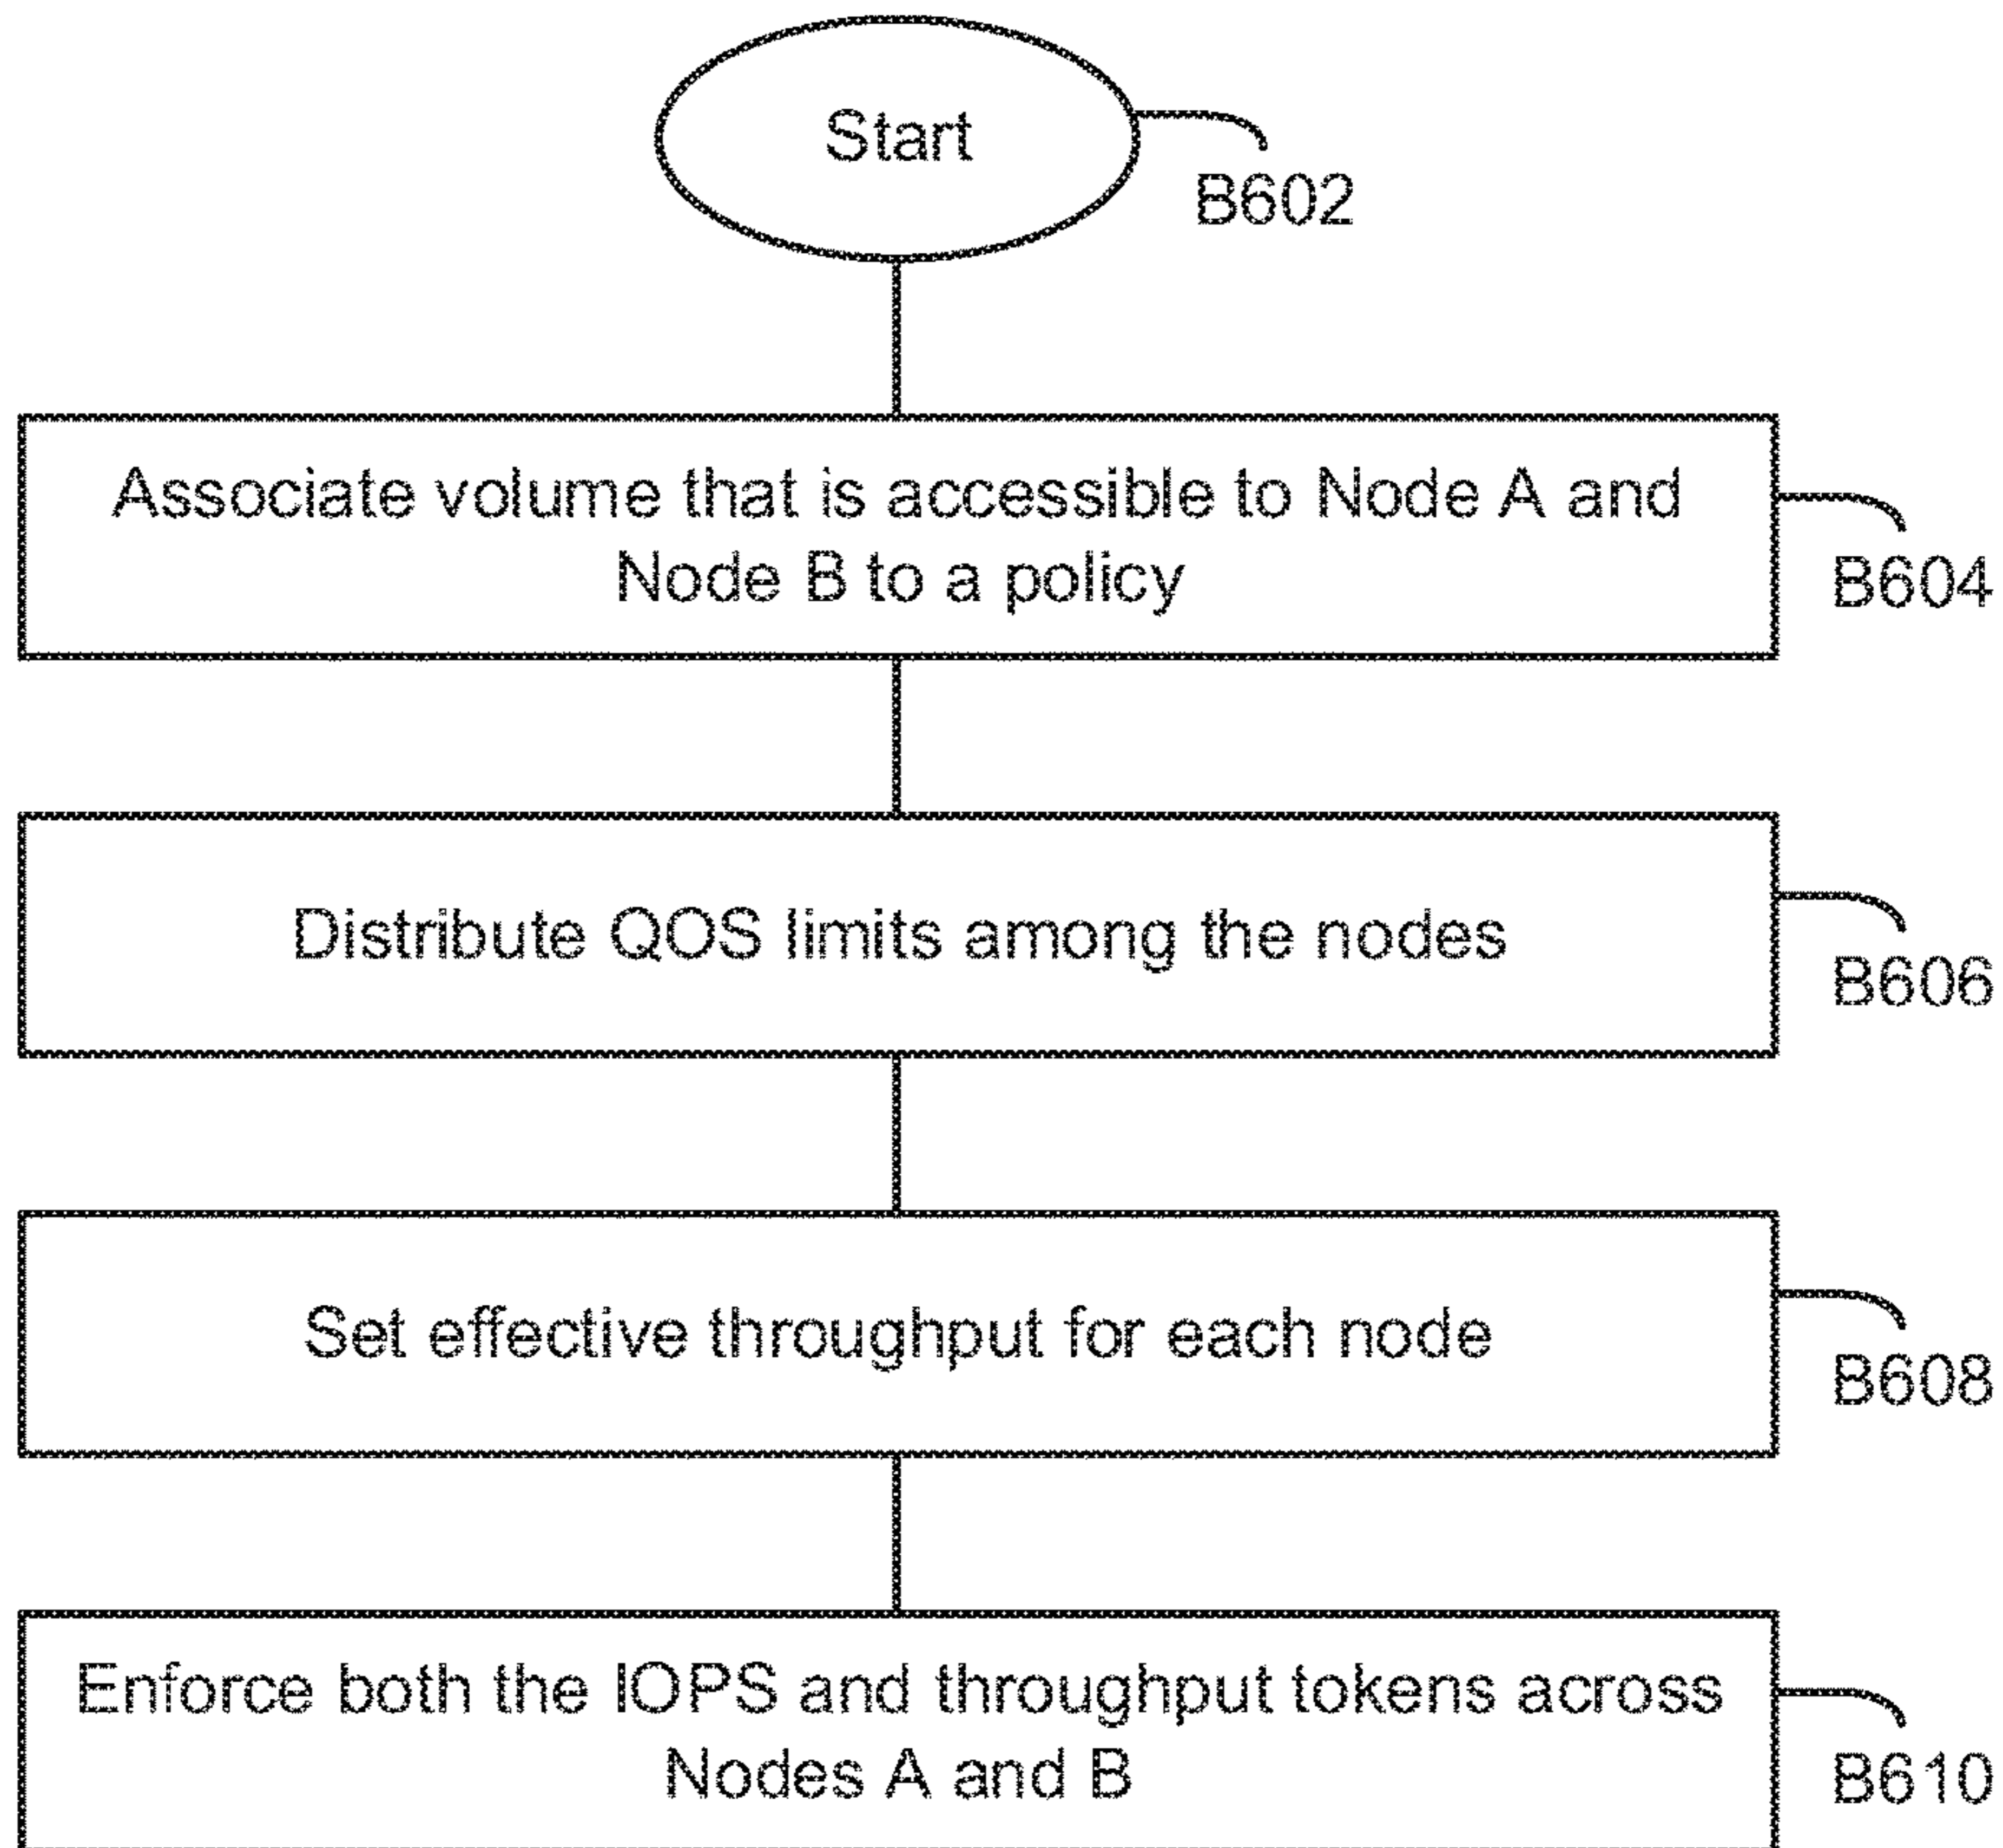 Start
B602
Associate volume that is accessible to Node A and
Node B to a policy
B604
Distribute QOS limits among the nodes
B606
Set effective throughput for each node
B608
Enforce both the IOPS and throughput tokens across
Nodes A and B
B610